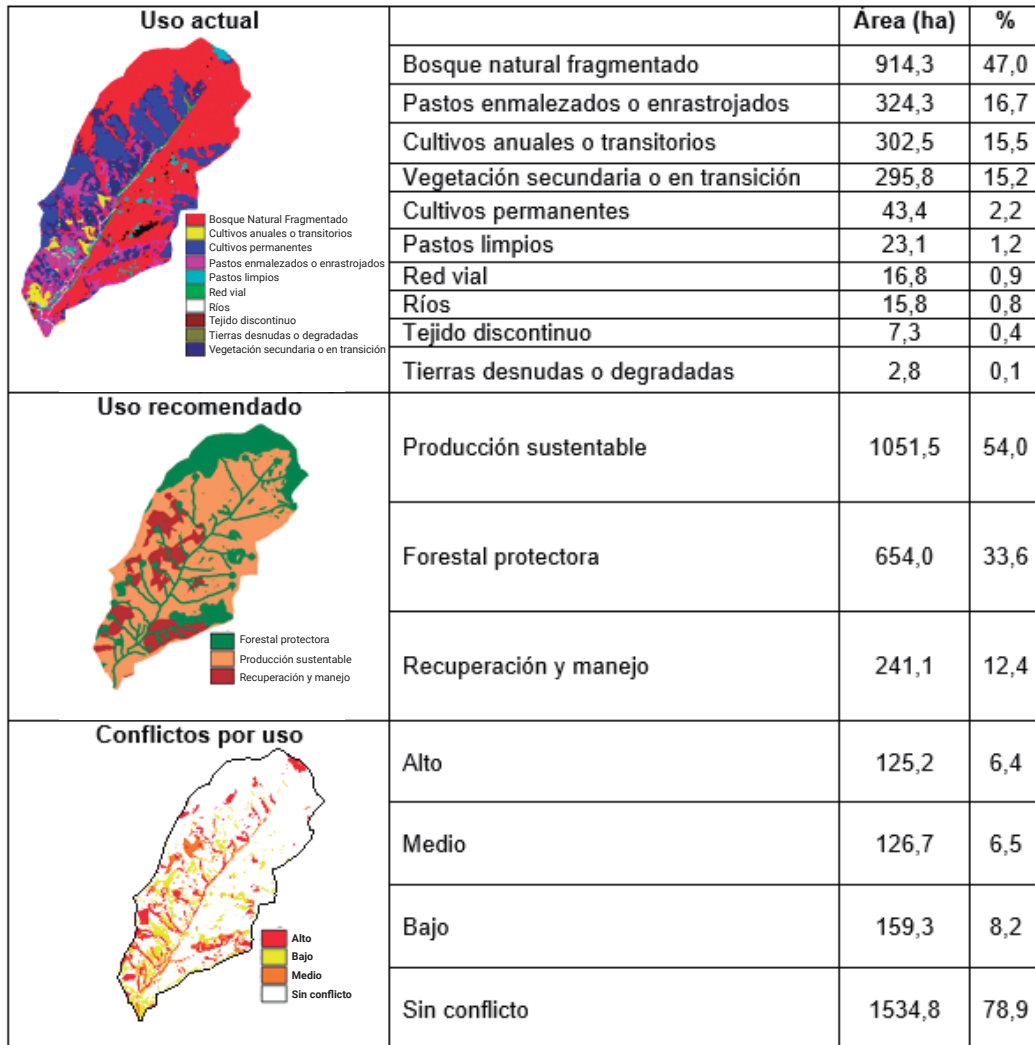 Uso actual
Área (ha) %
Bosque Natural Fragmentado
Cultivos anuales o transitorios
Cultivos permanentes
Pastos enmalezados o enrastrojados
Pastos limpios
Red vial
Ríos
Tejido discontinuo
Tierras desnudas o degradadas
Vegetación secundaria o en transición
Bosque natural fragmentado 914,3 47,0
Pastos enmalezados o enrastrojados 324,3 16,7
Cultivos anuales o transitorios 302,5 15,5
Vegetación secundaria o en transición 295,8 15,2
Cultivos permanentes 43,4 2,2
Pastos limpios 23,1 1,2
Red vial 16,8 0,9
Ríos 15,8 0,8
Tejido discontinuo 7,3 0,4
Tierras desnudas o degradadas 2,8 0,1
Uso recomendado
Forestal protectora
Producción sustentable
Recuperación y manejo
Producción sustentable 1051,5 54,0
Forestal protectora 654,0 33,6
Recuperación y manejo 241,1 12,4
Conflictos por uso
Alto
Bajo
Medio
Sin conflicto
Alto 125,2 6,4
Medio 126,7 6,5
Bajo 159,3 8,2
Sin conflicto 1534,8 78,9